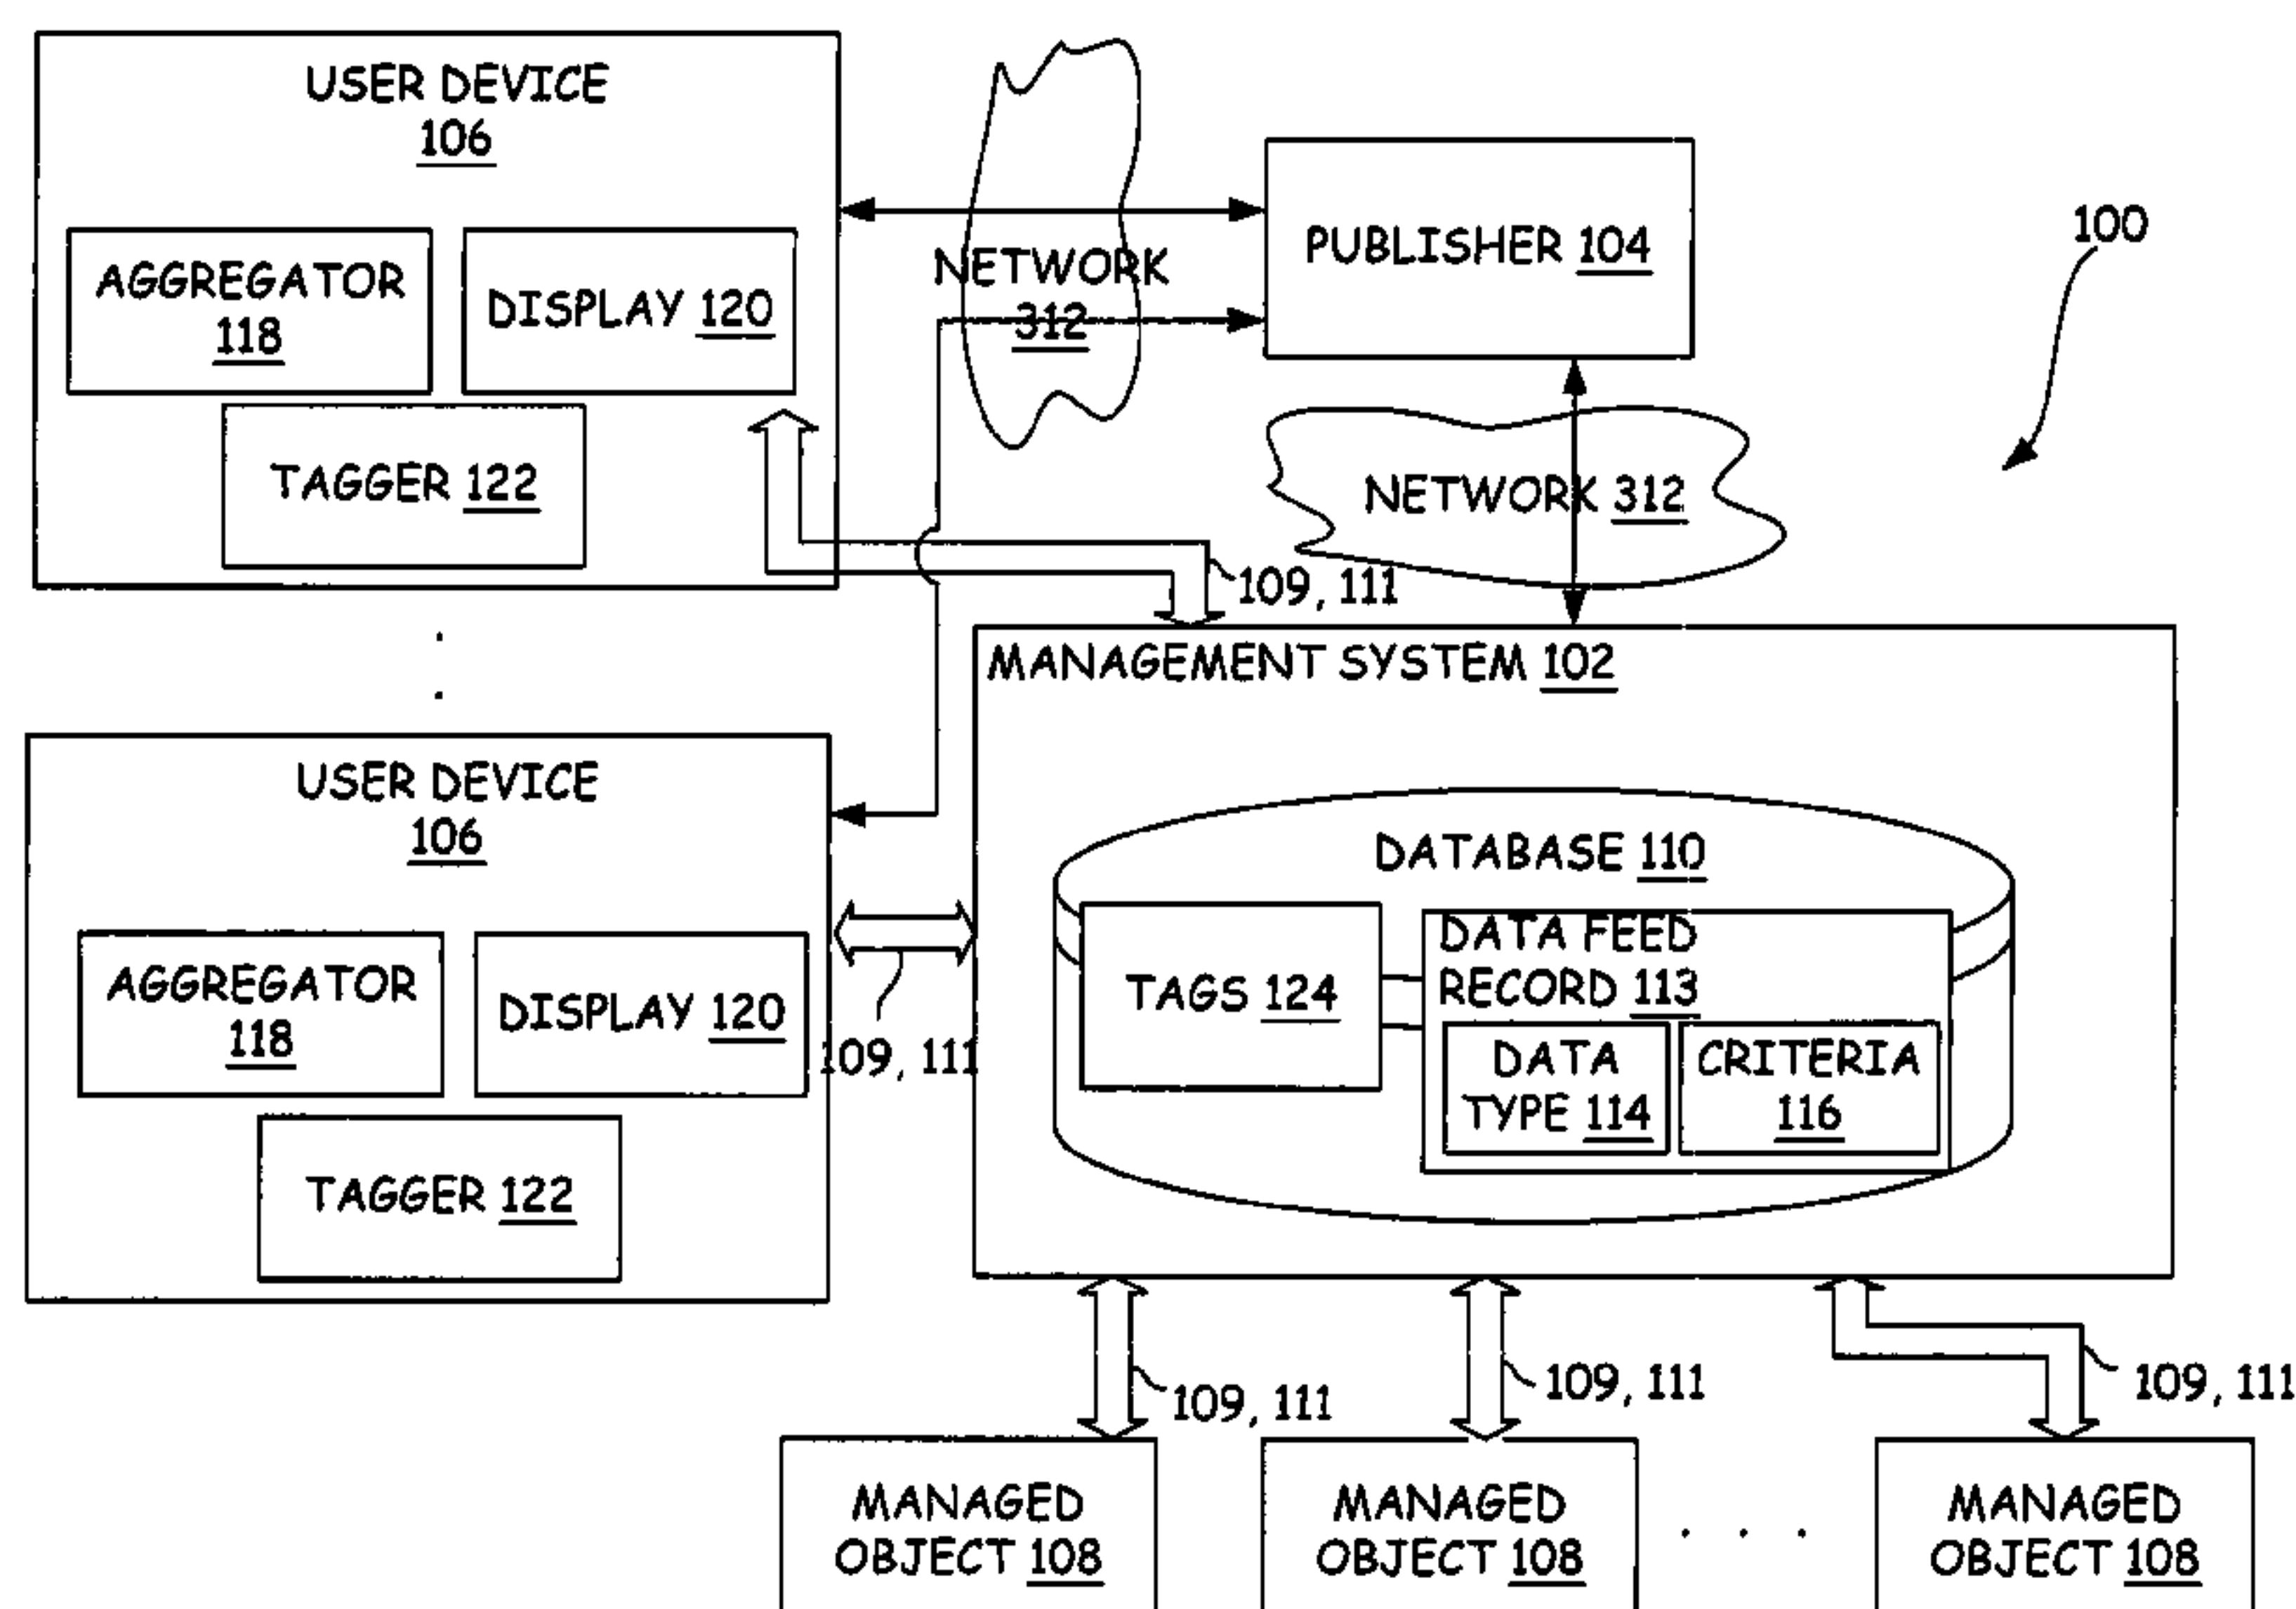 USER DEVICE
106
AGGREGATOR
118
DISPLAY 120
TAGGER 122
NETWORK
312
PUBLISHER 104
100
NETWORK 312
109, 111
MANAGEMENT SYSTEM 102
USER DEVICE
106
AGGREGATOR
118
DISPLAY 120
TAGGER 122
109, 111
DATABASE 110
TAGS 124
DATA FEED
RECORD 113
DATA
TYPE 114
CRITERIA
116
109, 111
109, 111
109, 111
MANAGED
OBJECT 108
MANAGED
OBJECT 108
. . .
MANAGED
OBJECT 108